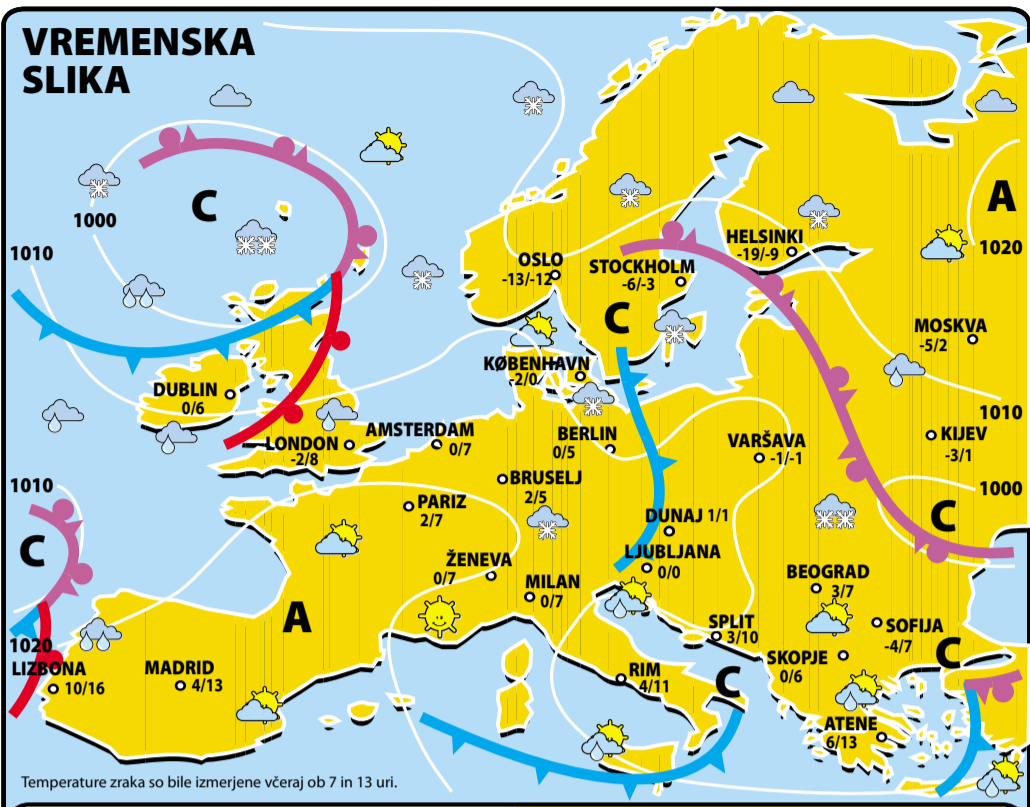 VREMENSKA
SLIKA
C
A
1000
1010
1020
HELSINKI
-19/-9
OSLO
-13/-12
STOCKHOLM
-6/-3
C
MOSKVA
-5/2
KØBENHAVN
-2/0
DUBLIN
0/6
1010
AMSTERDAM
0/7
BERLIN
0/5
VARŠAVA
-1/-1
KIJEV
-3/1
LONDON
-2/8
1010
BRUSELJ
2/5
1000
PARIZ
2/7
DUNAJ 1/1
C
C
LJUBLJANA
0/0
ŽENEVA
0/7
MILAN
0/7
BEOGRAD
3/7
A
SPLIT
3/10
SOFIJA
-4/7
1020
LIZBONA
10/16
MADRID
4/13
RIM
4/11
C
SKOPJE
0/6
C
ATENE
6/13
Temperature zraka so bile izmerjene včeraj ob 7 in 13 uri.